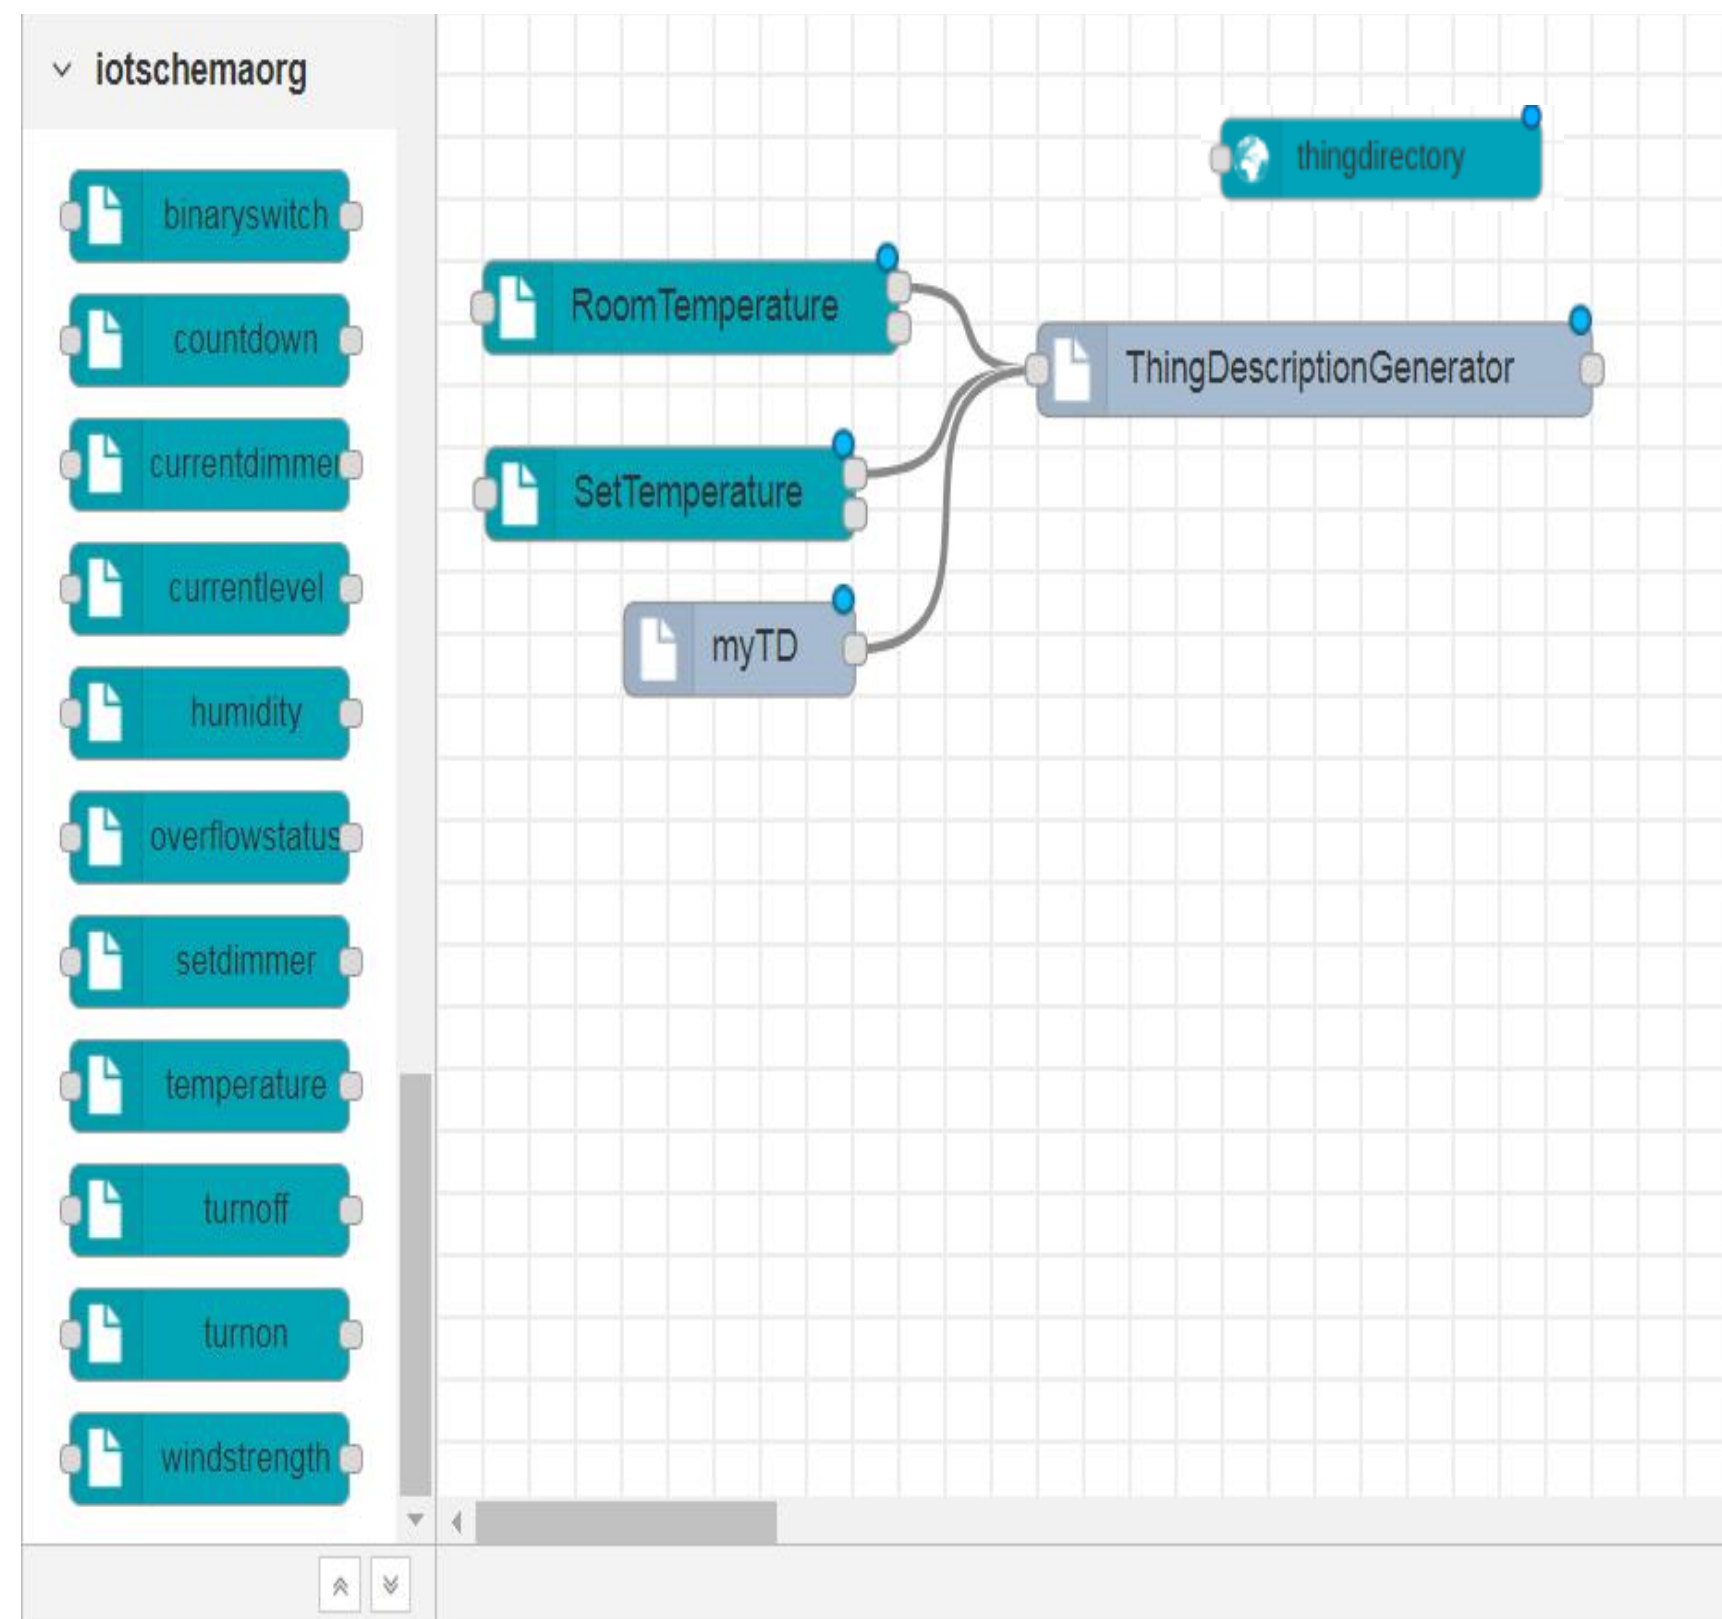 iotschemaorg
binaryswitch
countdown
currentdimmer
currentlevel
humidity
overflowstatus
setdimmer
temperature
turnoff
turnon
windstrength
thingdirectory
RoomTemperature
ThingDescriptionGenerator
SetTemperature
myTD